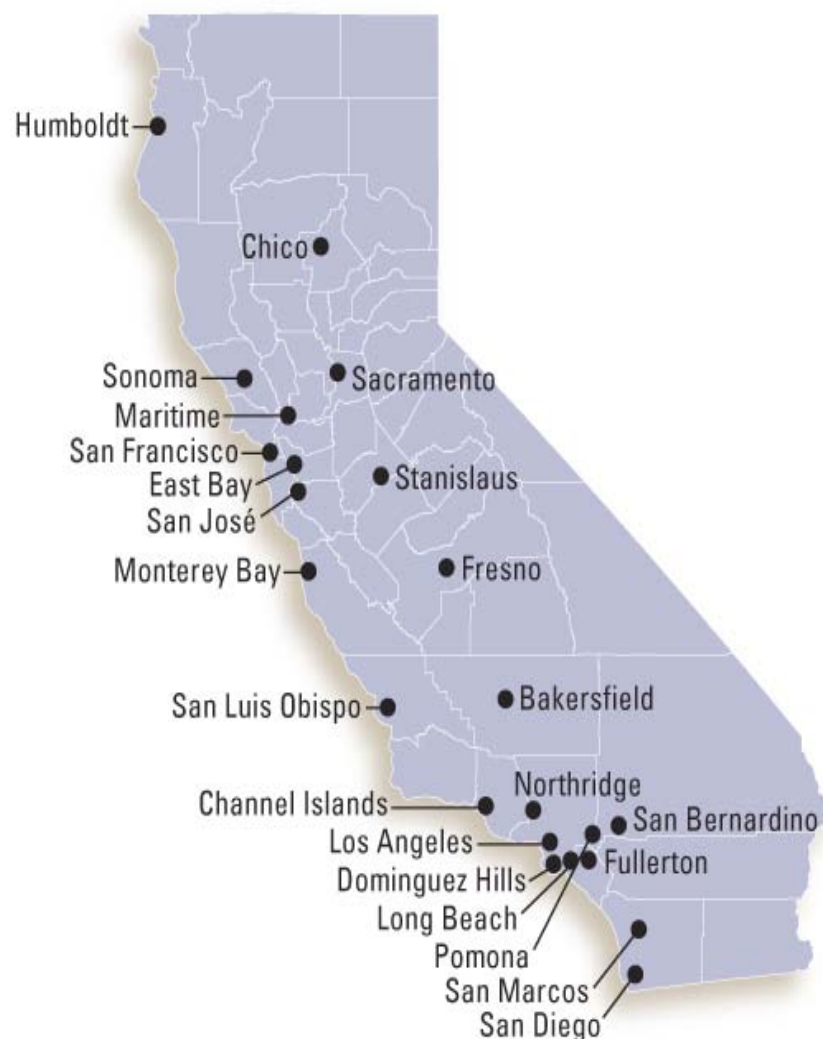 Humboldt
Chico
Sonoma
Sacramento
Maritime
San Francisco
East Bay
Stanislaus
San José
Monterey Bay
Fresno
San Luis Obispo
Bakersfield
Northridge
Channel Islands
San Bernardino
Los Angeles
Fullerton
Dominguez Hills
Long Beach
Pomona
San Marcos
San Diego